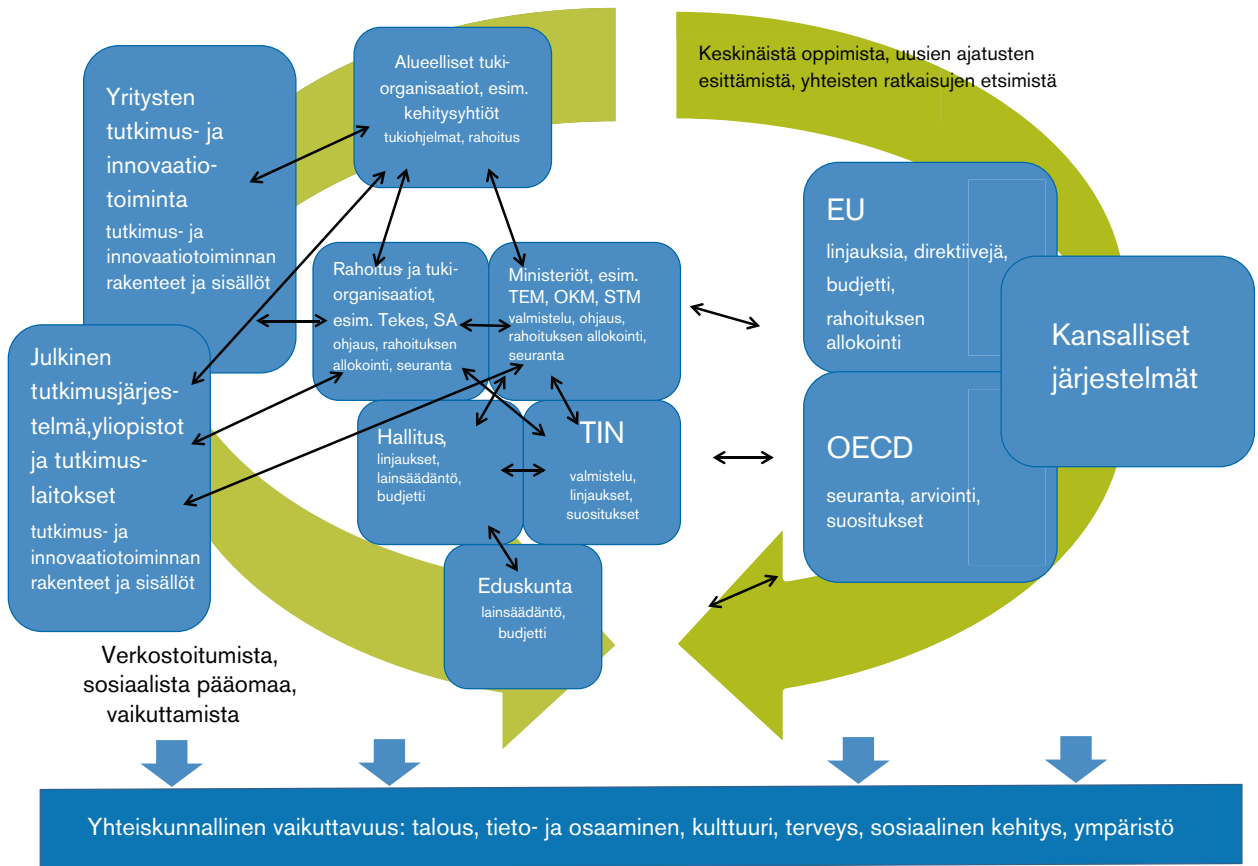 Keskinäistä oppimista, uusien ajatusten
esittämistä, yhteisten ratkaisujen etsimistä
Alueelliset tuki-
organisaatiot, esim.
kehitysyhtiöt
tukiohjelmat, rahoitus
Yritysten
tutkimus- ja
innovaatio-
toiminta
tutkimus- ja
innovaatiotoiminnan
rakenteet ja sisällöt
Rahoitus- ja tuki-
organisaatiot,
esim. Tekes, SA
ohjaus, rahoituksen
allokointi, seuranta
Ministeriöt, esim.
TEM, OKM, STM
valmistelu, ohjaus,
rahoituksen allokointi,
seuranta
EU
linjauksia, direktiivejä,
budjetti,
rahoituksen
allokointi
Kansalliset
järjestelmät
Julkinen
tutkimusjärjes-
telmä,yliopistot
ja tutkimus-
laitokset
tutkimus- ja
innovaatiotoiminnan
rakenteet ja sisällöt
Hallitus,
linjaukset,
lainsäädäntö,
budjetti
TIN
valmistelu,
linjaukset,
suositukset
OECD
seuranta, arviointi,
suositukset
Eduskunta
lainsäädäntö,
budjetti
Verkostoitumista,
sosiaalista pääomaa,
vaikuttamista
Yhteiskunnallinen vaikuttavuus: talous, tieto- ja osaaminen, kulttuuri, terveys, sosiaalinen kehitys, ympäristö